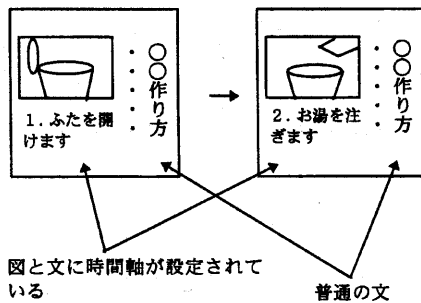 ○○作り方
・・・・・
1.ふたを開
けます
○○作り方
・・・・・
2.お湯を注
ぎます
図と文に時間軸が設定されて
いる
普通の文